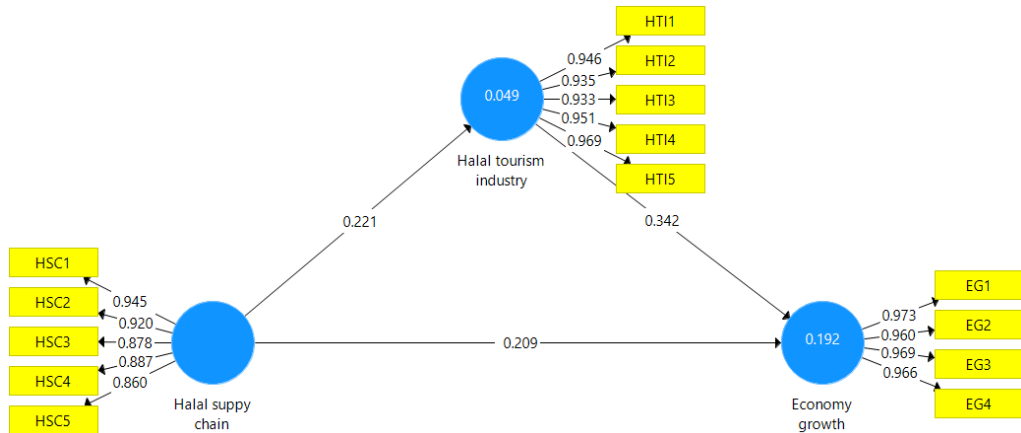 HTI1
0.946
HTI2
0.935
0.049
0.933
HTI3
0.951
HTI4
0.969
Halal tourism
industry
HTI5
0.221
0.342
HSC1
0.945
HSC2
0.920
HSC3
0.878
0.887
HSC4
0.860
HSC5
Halal suppy
chain
0.209
0.192
EG1
0.973
0.960
EG2
0.969
EG3
0.966
EG4
Economy
growth